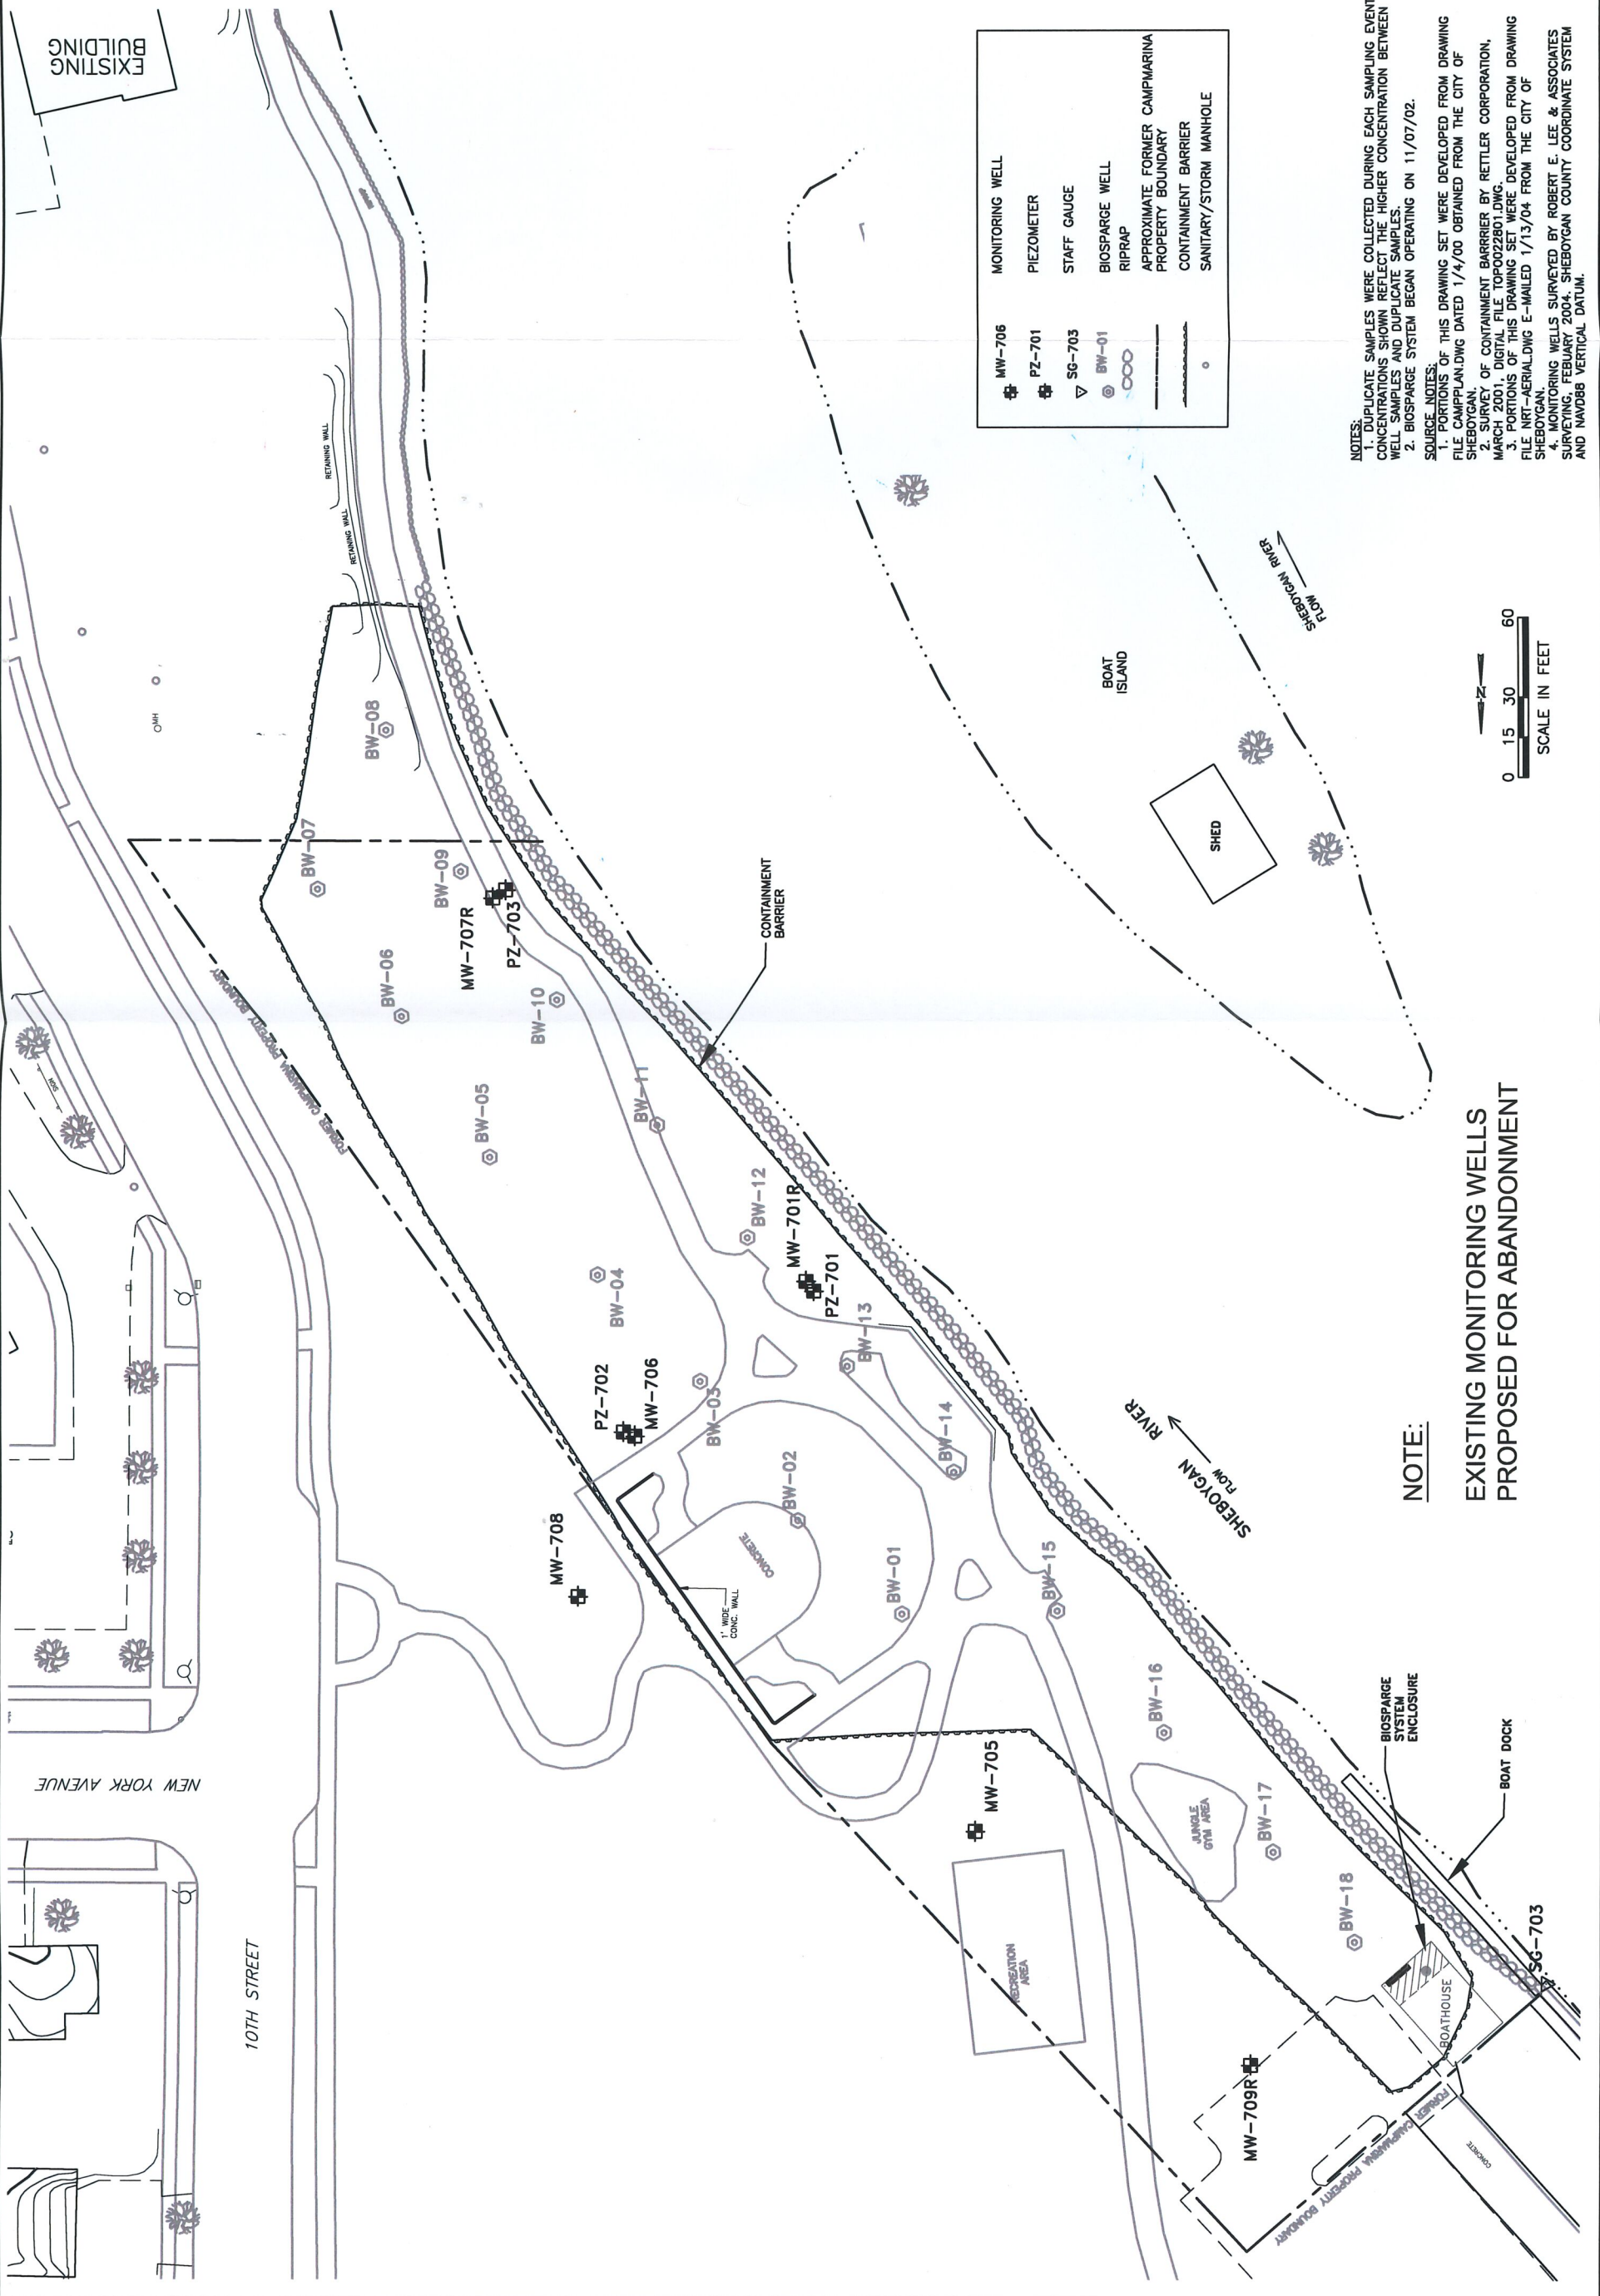 EXISTING
BUILDING
RIPRAP
RETAINING WALL
RETAINING WALL
MH
SIGN
NEW YORK AVENUE
10TH STREET
FORMER CAMPMARINA PROPERTY BOUNDARY
BW-08
BW-07
BW-09
MW-707R
PZ-703
BW-06
BW-10
BW-05
BW-11
BW-12
MW-701R
PZ-701
BW-04
BW-13
PZ-702
MW-706
BW-03
BW-14
MW-708
BW-02
CONCRETE
1' WIDE
CONC. WALL
BW-01
BW-15
BW-16
MW-705
JUNGLE
GYM AREA
BW-17
BW-18
RECREATION
AREA
MW-709R
BOATHOUSE
SG-703
CONCRETE
FORMER CAMPMARINA PROPERTY BOUNDARY
CONTAINMENT
BARRIER
BIOSPARGE
SYSTEM
ENCLOSURE
BOAT DOCK
SHEBOYGAN RIVER
FLOW
BOAT
ISLAND
SHED
SHEBOYGAN RIVER
FLOW
MW-706 MONITORING WELL
PZ-701 PIEZOMETER
SG-703 STAFF GAUGE
BW-01 BIOSPARGE WELL
RIPRAP
APPROXIMATE FORMER CAMPMARINA
PROPERTY BOUNDARY
CONTAINMENT BARRIER
SANITARY/STORM MANHOLE
NOTES:
1. DUPLICATE SAMPLES WERE COLLECTED DURING EACH SAMPLING EVENT
CONCENTRATIONS SHOWN REFLECT THE HIGHER CONCENTRATION BETWEEN
WELL SAMPLES AND DUPLICATE SAMPLES.
2. BIOSPARGE SYSTEM BEGAN OPERATING ON 11/07/02.
SOURCE NOTES:
1. PORTIONS OF THIS DRAWING SET WERE DEVELOPED FROM DRAWING
FILE CAMPPLAN.DWG DATED 1/4/00 OBTAINED FROM THE CITY OF
SHEBOYGAN.
2. SURVEY OF CONTAINMENT BARRRIER BY RETTLER CORPORATION,
MARCH 2001, DIGITAL FILE TOPO022801.DWG.
3. PORTIONS OF THIS DRAWING SET WERE DEVELOPED FROM DRAWING
FILE NRT-AERIAL.DWG E-MAILED 1/13/04 FROM THE CITY OF
SHEBOYGAN.
4. MONITORING WELLS SURVEYED BY ROBERT E. LEE & ASSOCIATES
SURVEYING, FEBUARY 2004. SHEBOYGAN COUNTY COORDINATE SYSTEM
AND NAVD88 VERTICAL DATUM.
N
0 15 30 60
SCALE IN FEET
NOTE:
EXISTING MONITORING WELLS
PROPOSED FOR ABANDONMENT